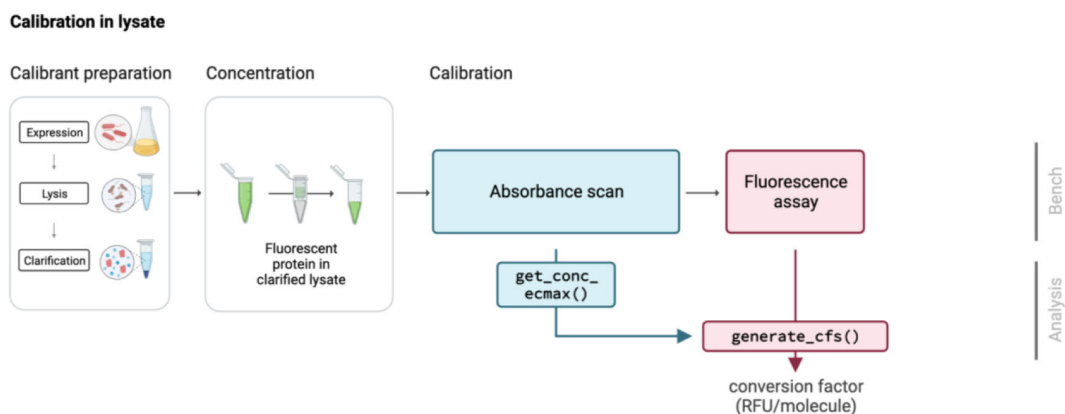 Calibration in lysate
Calibrant preparation
Concentration
Calibration
Expression
Lysis
Clarification
Fluorescent
protein in
clarified lysate
Absorbance scan
Fluorescence
assay
Bench
get_conc_
ecmax()
generate_cfs()
Analysis
conversion factor
(RFU/molecule)